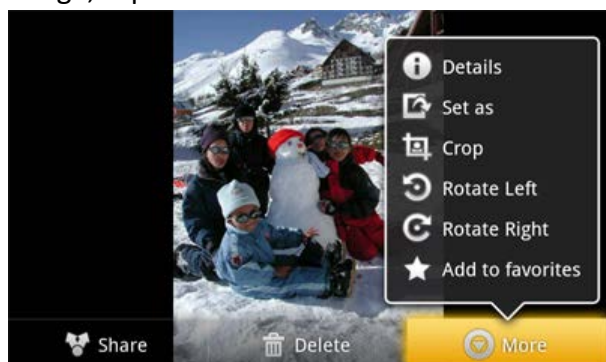 Details
Set as
Crop
Rotate Left
Rotate Right
Add to favorites
Share
Delete
More